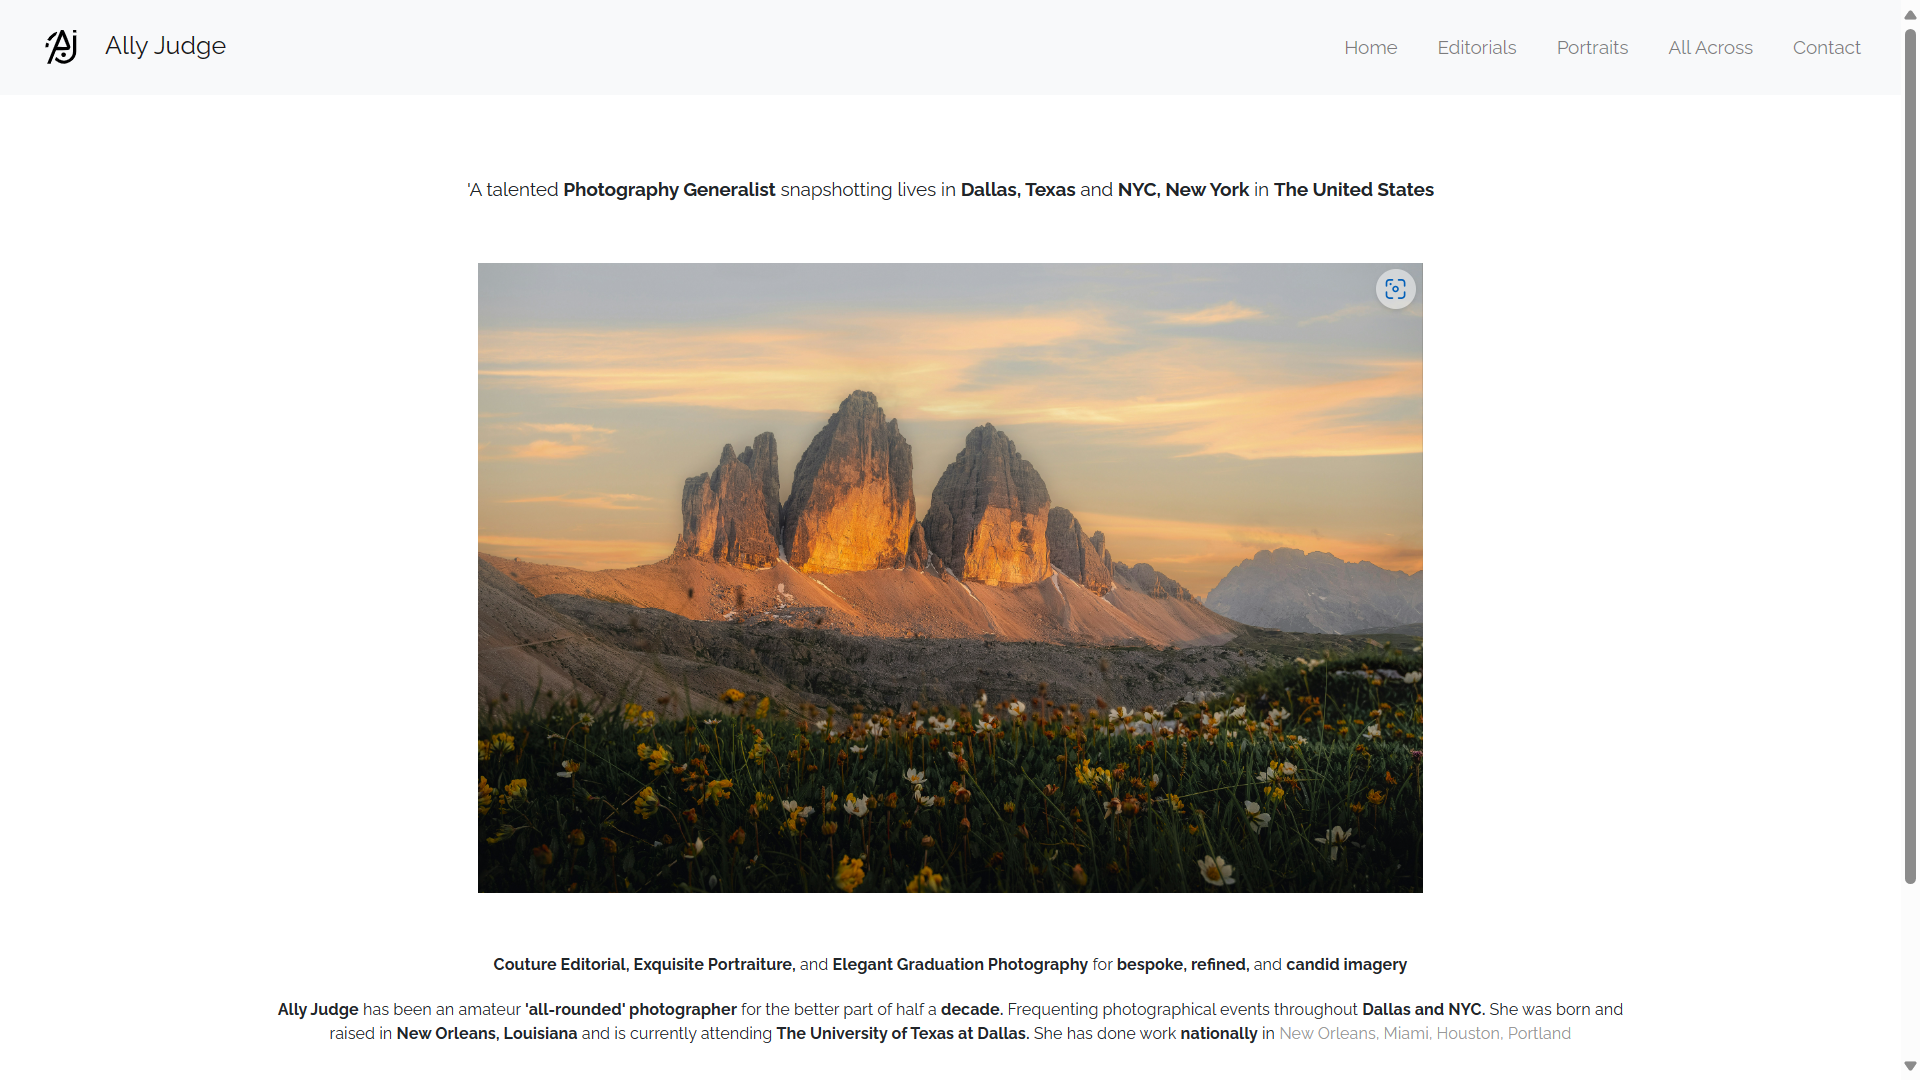 AJ Ally Judge
Home Editorials Portraits All Across Contact
'A talented Photography Generalist snapshotting lives in Dallas, Texas and NYC, New York in The United States
Couture Editorial, Exquisite Portraiture, and Elegant Graduation Photography for bespoke, refined, and candid imagery
Ally Judge has been an amateur 'all-rounded' photographer for the better part of half a decade. Frequenting photographical events throughout Dallas and NYC. She was born and
raised in New Orleans, Louisiana and is currently attending The University of Texas at Dallas. She has done work nationally in New Orleans, Miami, Houston, Portland